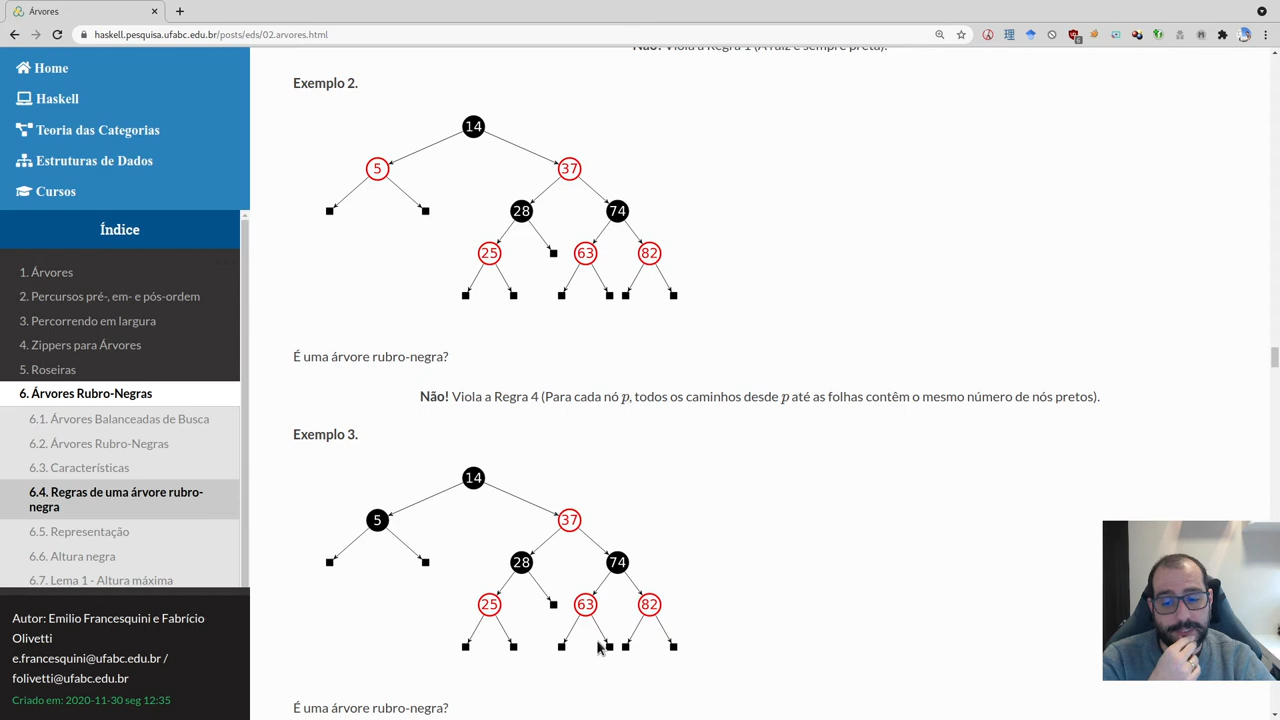 Árvores
haskell.pesquisa.ufabc.edu.br/posts/eds/02.arvores.html
Home
Haskell
Teoria das Categorias
Estruturas de Dados
Cursos
Índice
1. Árvores
2. Percursos pré-, em- e pós-ordem
3. Percorrendo em largura
4. Zippers para Árvores
5. Roseiras
6. Árvores Rubro-Negras
6.1. Árvores Balanceadas de Busca
6.2. Árvores Rubro-Negras
6.3. Características
6.4. Regras de uma árvore rubro-
negra
6.5. Representação
6.6. Altura negra
6.7. Lema 1 - Altura máxima
Autor: Emilio Francesquini e Fabrício
Olivetti
e.francesquini@ufabc.edu.br /
folivetti@ufabc.edu.br
Criado em: 2020-11-30 seg 12:35
Não! Viola a Regra 1 (A raiz é sempre preta).
Exemplo 2.
14
5 37
28 74
25 63 82
É uma árvore rubro-negra?
Não! Viola a Regra 4 (Para cada nó p, todos os caminhos desde p até as folhas contêm o mesmo número de nós pretos).
Exemplo 3.
14
5 37
28 74
25 63 82
É uma árvore rubro-negra?